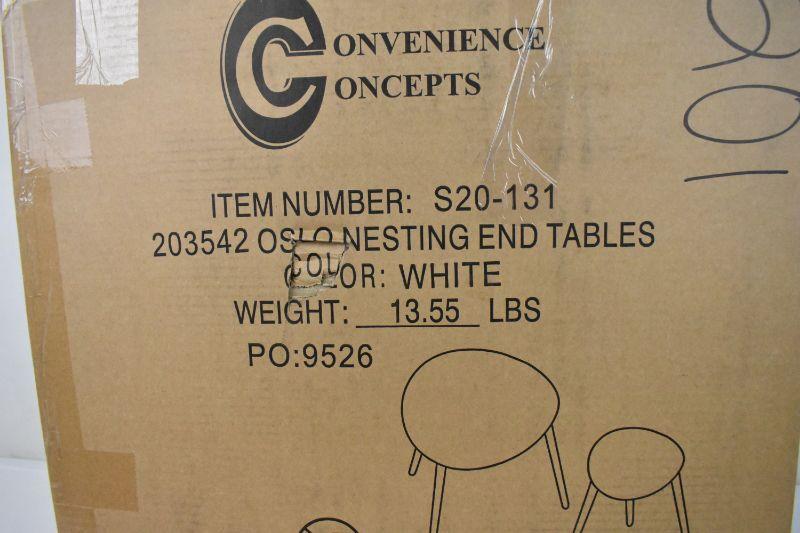 CONVENIENCE
CONCEPTS
ITEM NUMBER: S20-131
203542 OSLO NESTING END TABLES
COLOR: WHITE
WEIGHT: 13.55 LBS
PO:9526